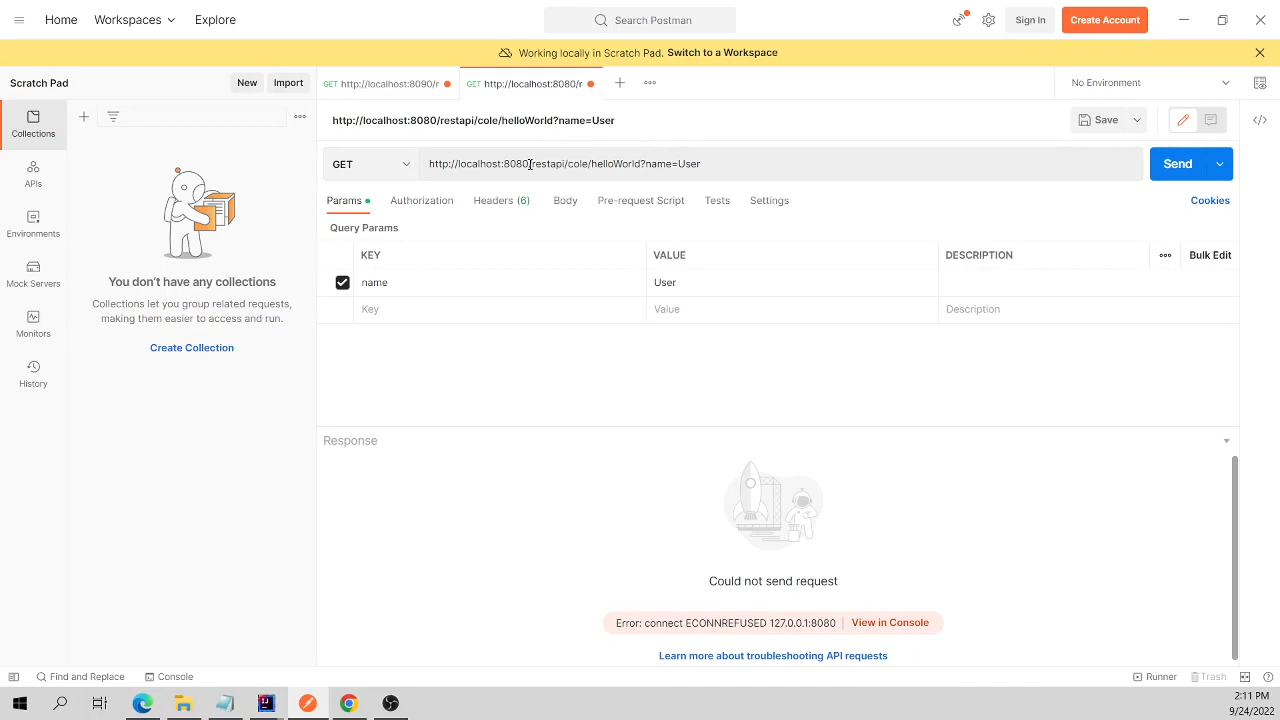 Home Workspaces Explore Search Postman Sign In Create Account
Working locally in Scratch Pad. Switch to a Workspace
Scratch Pad New Import GET http://localhost:8090/r GET http://localhost:8080/r No Environment
http://localhost:8080/restapi/cole/helloWorld?name=User Save
Collections
GET http://localhost:8080/restapi/cole/helloWorld?name=User Send
APIs
Params Authorization Headers (6) Body Pre-request Script Tests Settings Cookies
Environments
Query Params
KEY VALUE DESCRIPTION Bulk Edit
Mock Servers
You don't have any collections
name User
Collections let you group related requests,
making them easier to access and run.
Key Value Description
Monitors
Create Collection
History
Response
Could not send request
Error: connect ECONNREFUSED 127.0.0.1:8080 View in Console
Learn more about troubleshooting API requests
Find and Replace Console Runner Trash
2:11 PM
9/24/2022